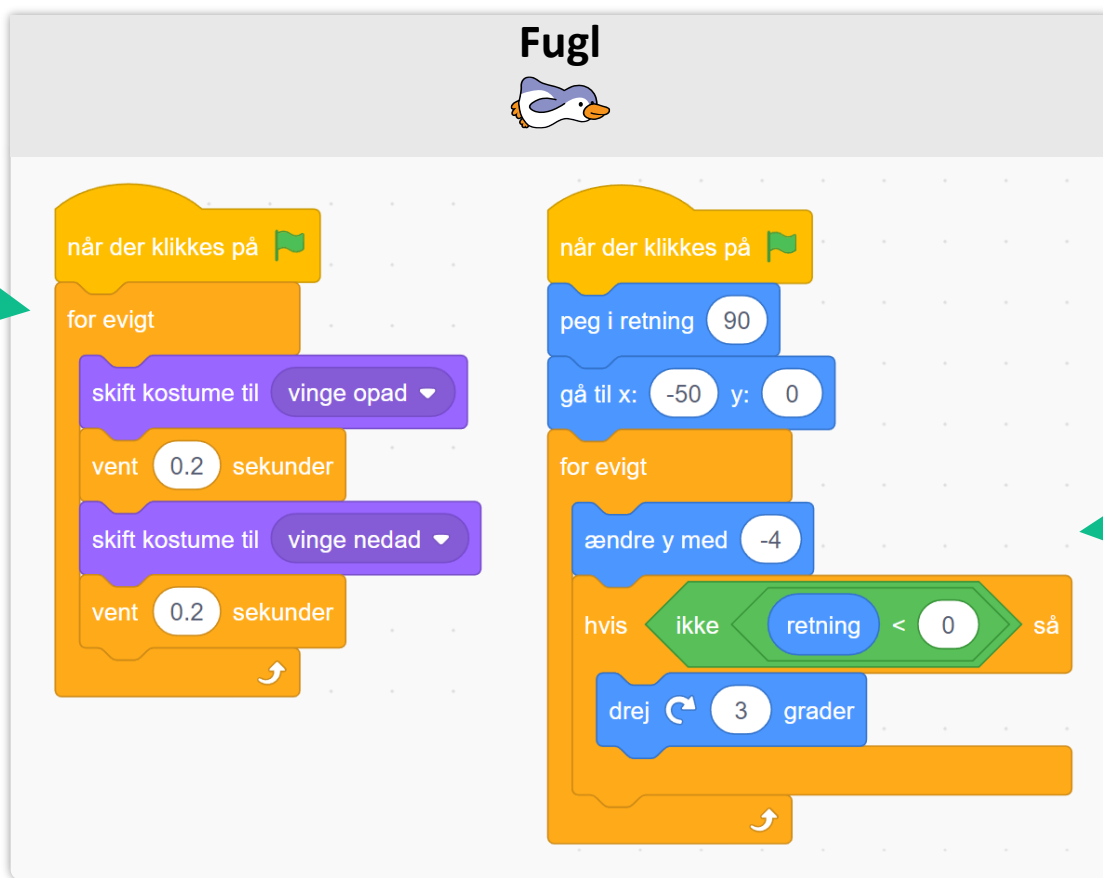 Fugl
når der klikkes på
for evigt
skift kostume til vinge opad
vent 0.2 sekunder
skift kostume til vinge nedad
vent 0.2 sekunder
når der klikkes på
peg i retning 90
gå til x: -50 y: 0
for evigt
ændre y med -4
hvis ikke retning < 0 så
drej 3 grader